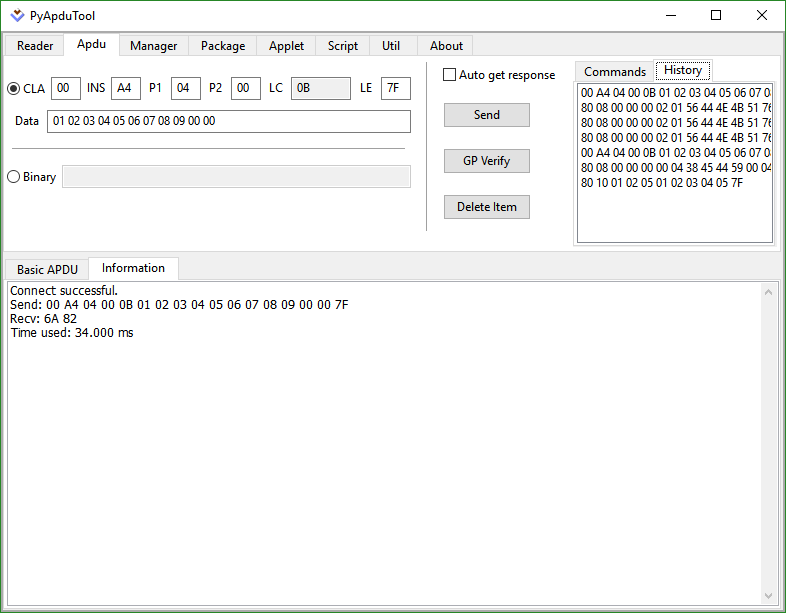 PyApduTool
Reader Apdu Manager Package Applet Script Util About
CLA 00 INS A4 P1 04 P2 00 LC 0B LE 7F
Data 01 02 03 04 05 06 07 08 09 00 00
Binary
Auto get response
Send
GP Verify
Delete Item
Commands History
00 A4 04 00 0B 01 02 03 04 05 06 07 08
80 08 00 00 00 02 01 56 44 4E 4B 51 76
80 08 00 00 00 02 01 56 44 4E 4B 51 76
80 08 00 00 00 02 01 56 44 4E 4B 51 76
00 A4 04 00 0B 01 02 03 04 05 06 07 08
80 08 00 00 00 00 04 38 45 44 59 00 04
80 10 01 02 05 01 02 03 04 05 7F
Basic APDU Information
Connect successful.
Send: 00 A4 04 00 0B 01 02 03 04 05 06 07 08 09 00 00 7F
Recv: 6A 82
Time used: 34.000 ms